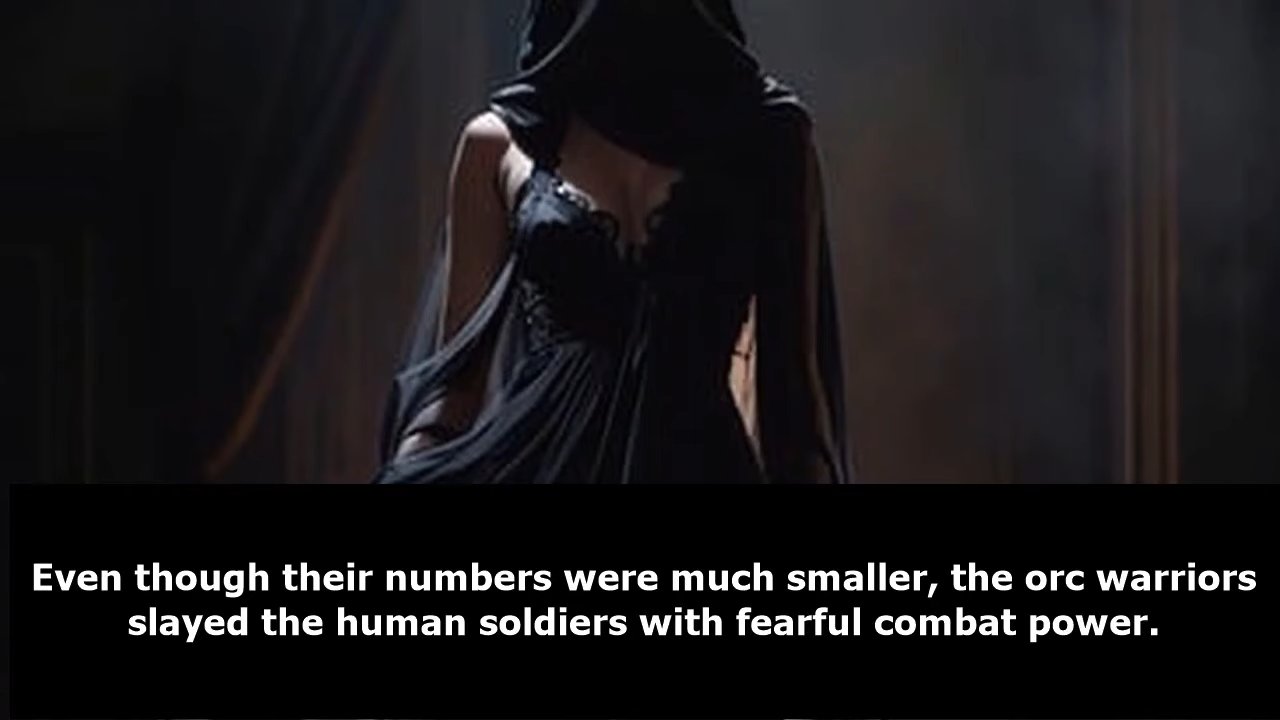 Even though their numbers were much smaller, the orc warriors
slayed the human soldiers with fearful combat power.